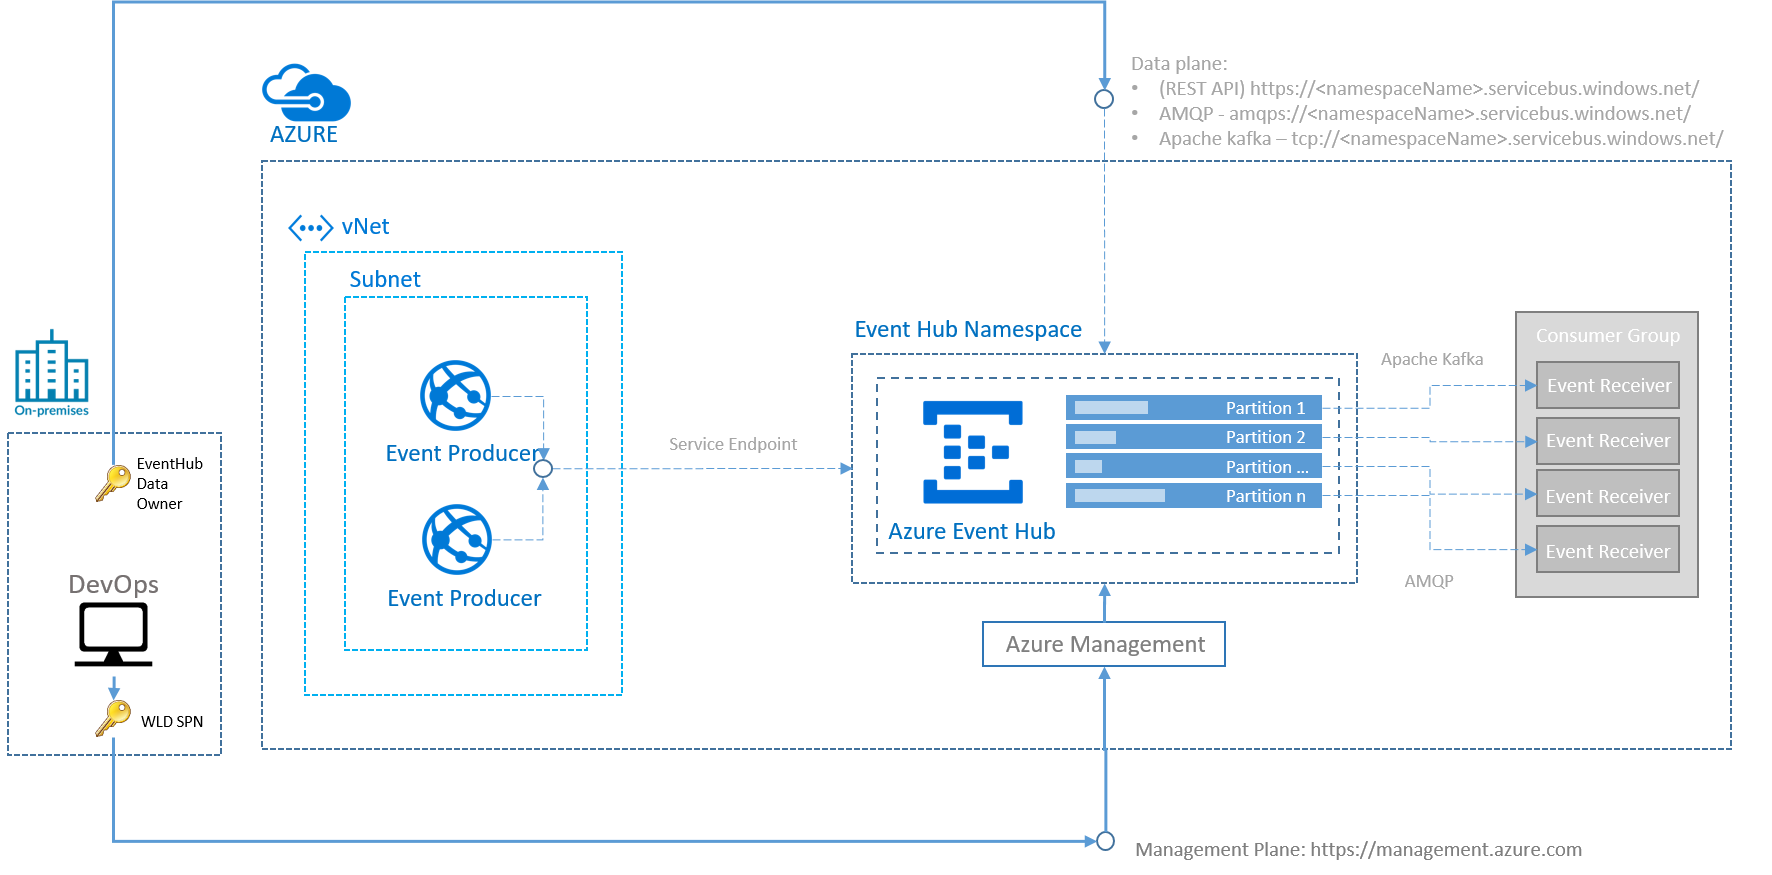 Data plane:
• (REST API) https://<namespaceName>.servicebus.windows.net/
• AMQP - amqps://<namespaceName>.servicebus.windows.net/
• Apache kafka – tcp://<namespaceName>.servicebus.windows.net/
AZURE
vNet
Subnet
Event Producer
Event Producer
Service Endpoint
Event Hub Namespace
Partition 1
Partition 2
Partition ...
Partition n
Azure Event Hub
Apache Kafka
AMQP
Consumer Group
Event Receiver
Event Receiver
Event Receiver
Event Receiver
On-premises
EventHub
Data
Owner
DevOps
WLD SPN
Azure Management
Management Plane: https://management.azure.com